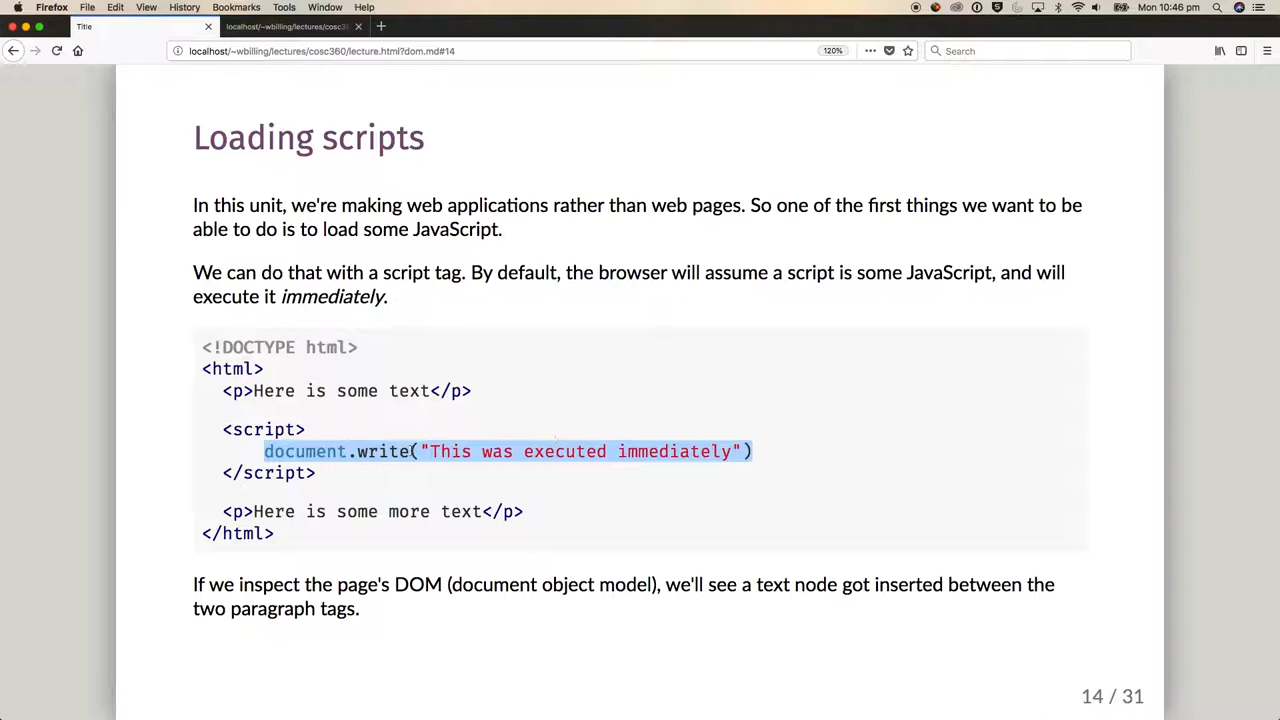 Firefox File Edit View History Bookmarks Tools Window Help Mon 10:46 pm
Title localhost/~wbilling/lectures/cosc36
localhost/~wbilling/lectures/cosc360/lecture.html?dom.md#14 120% Search
Loading scripts
In this unit, we're making web applications rather than web pages. So one of the first things we want to be
able to do is to load some JavaScript.
We can do that with a script tag. By default, the browser will assume a script is some JavaScript, and will
execute it immediately.
<!DOCTYPE html>
<html>
<p>Here is some text</p>
<script>
document.write("This was executed immediately")
</script>
<p>Here is some more text</p>
</html>
If we inspect the page's DOM (document object model), we'll see a text node got inserted between the
two paragraph tags.
14 / 31